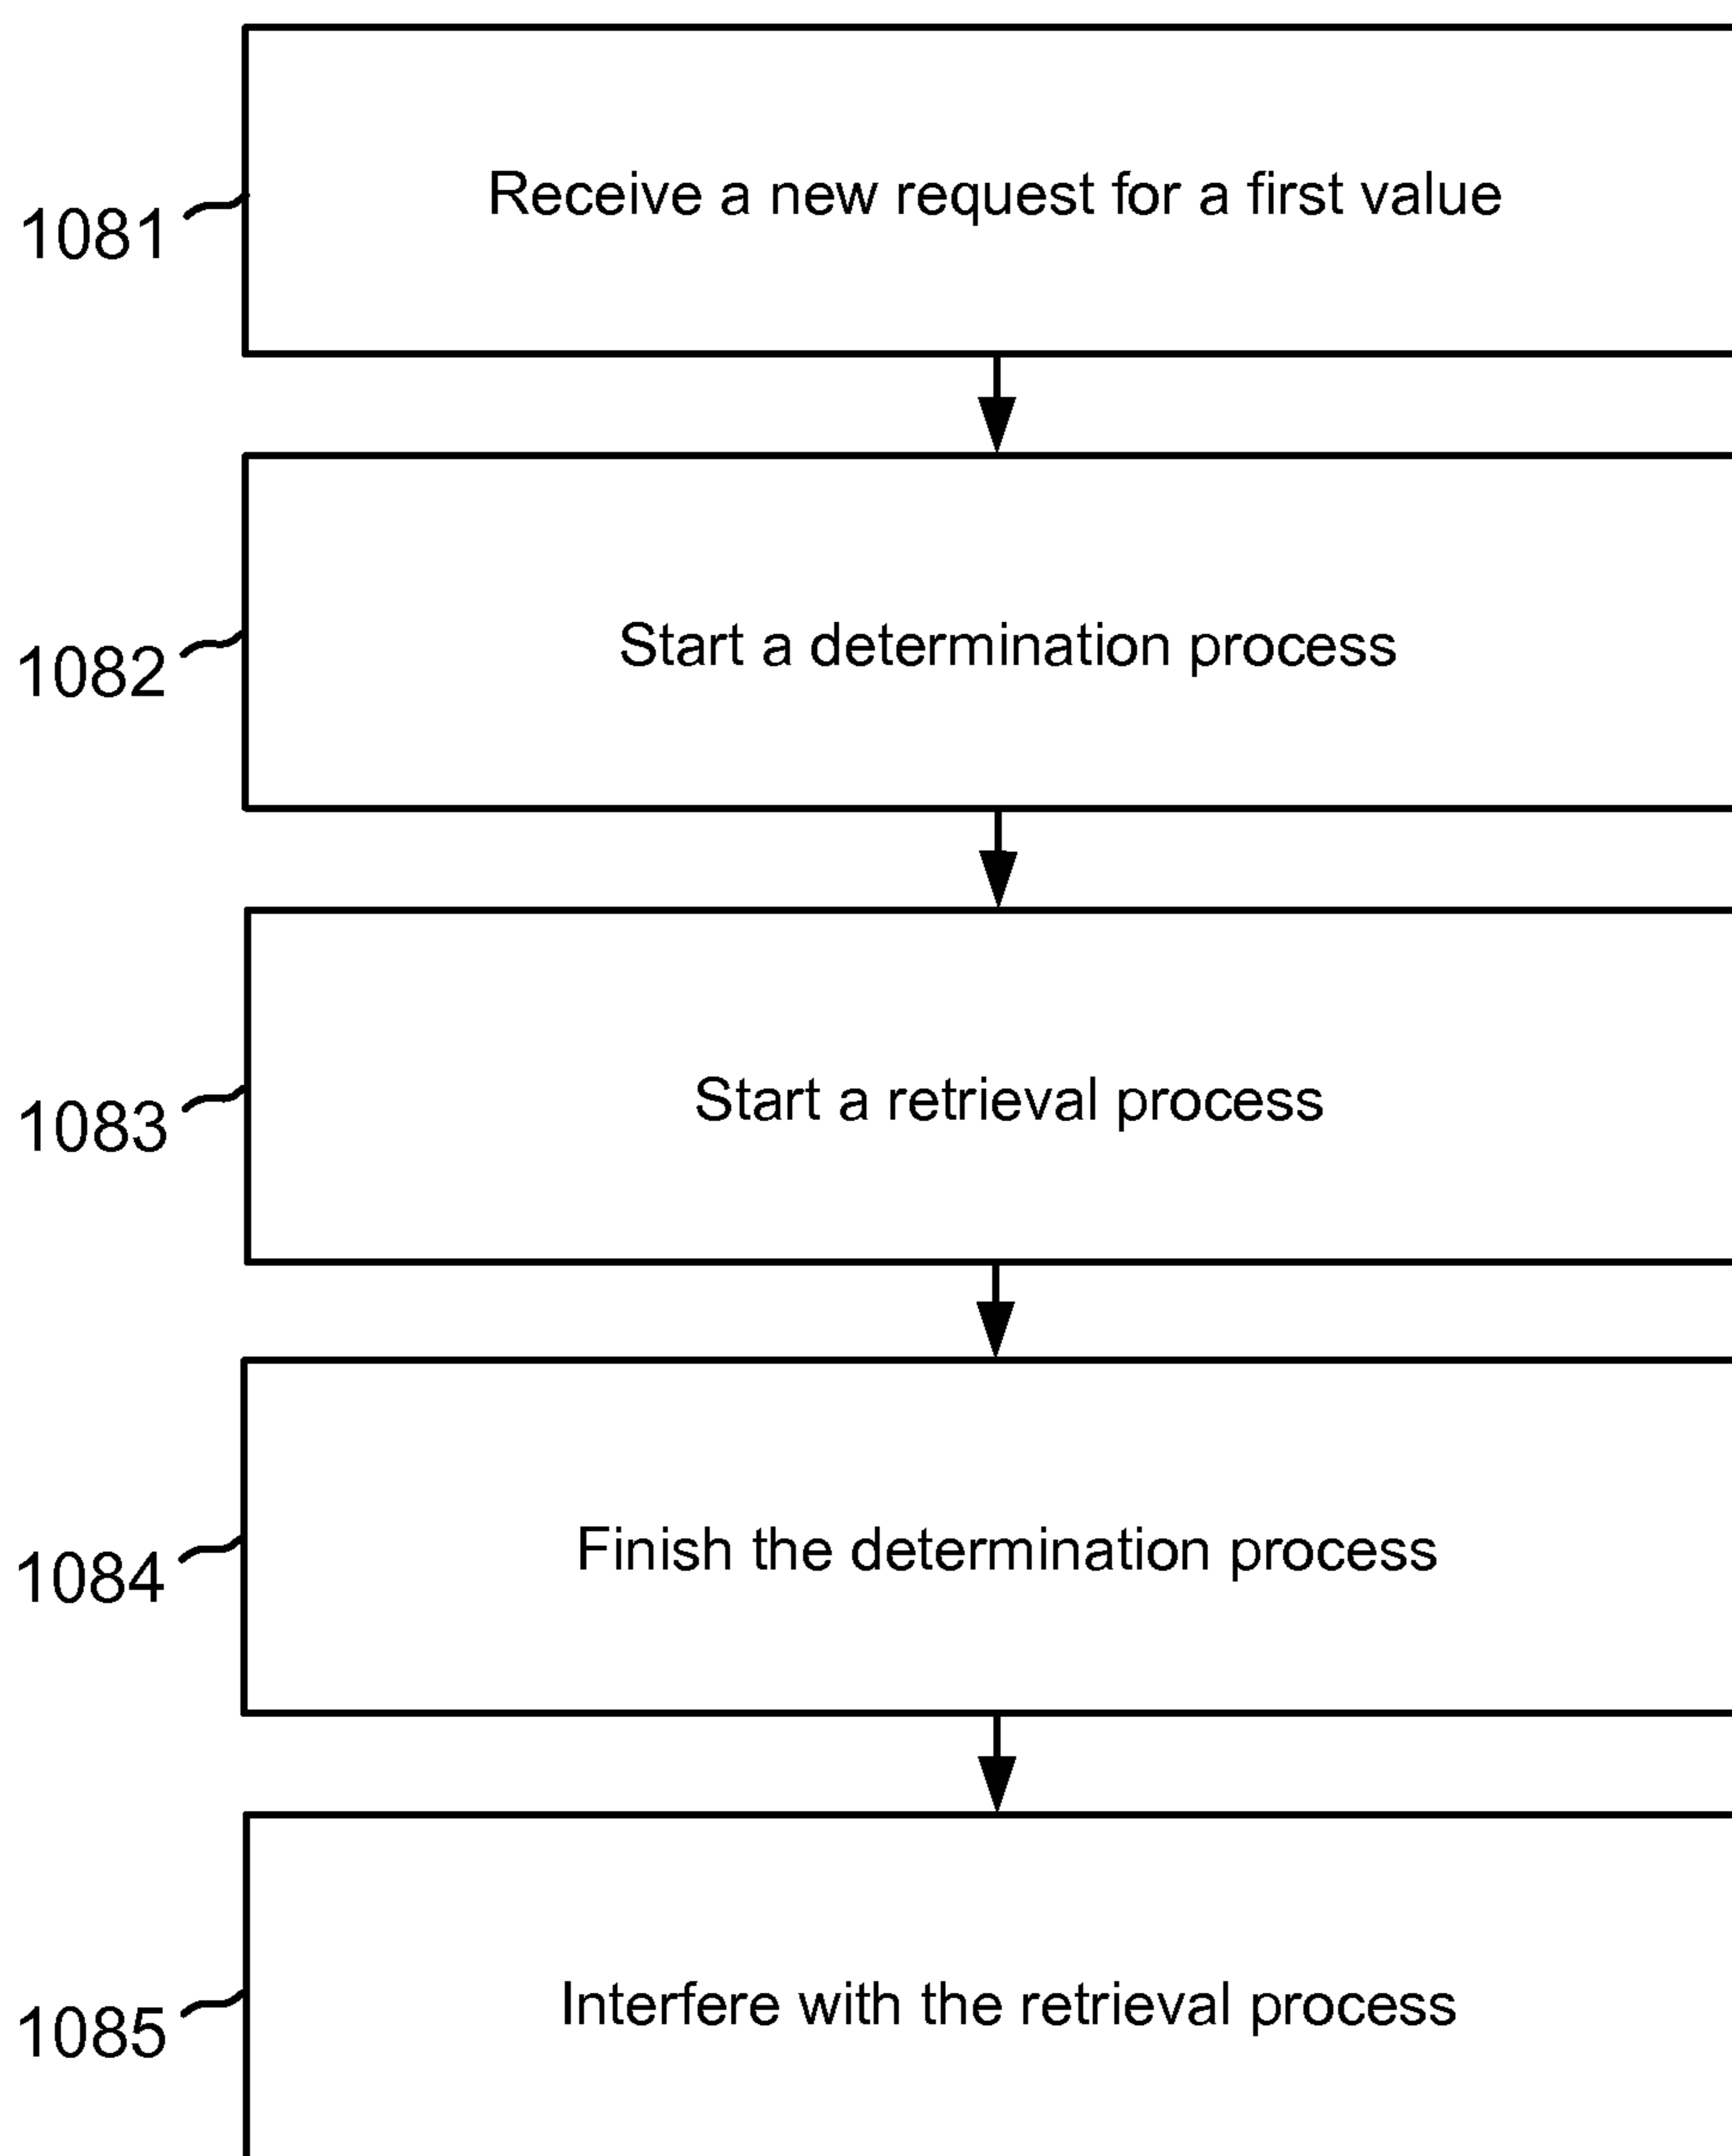 Receive a new request for a first value
1081
Start a determination process
1082
Start a retrieval process
1083
Finish the determination process
1084
Interfere with the retrieval process
1085